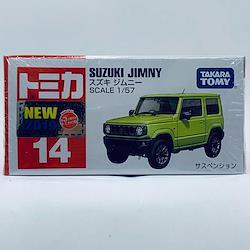 トミカ
SUZUKI JIMNY
スズキ ジムニー
SCALE 1/57
TAKARA
TOMY
NEW
2019
14
サスペンション